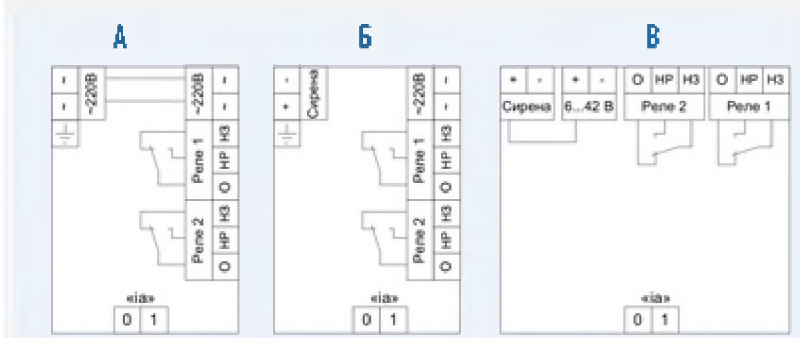 А
~
~
~220В
~220В
~
~
Реле 1
НЗ
НР
О
Реле 2
НЗ
НР
О
«ia»
0 1
Б
-
+
Сирена
~220В
~
~
Реле 1
НЗ
НР
О
Реле 2
НЗ
НР
О
«ia»
0 1
В
+ - + - О НР НЗ О НР НЗ
Сирена 6...42 В Реле 2 Реле 1
«ia»
0 1